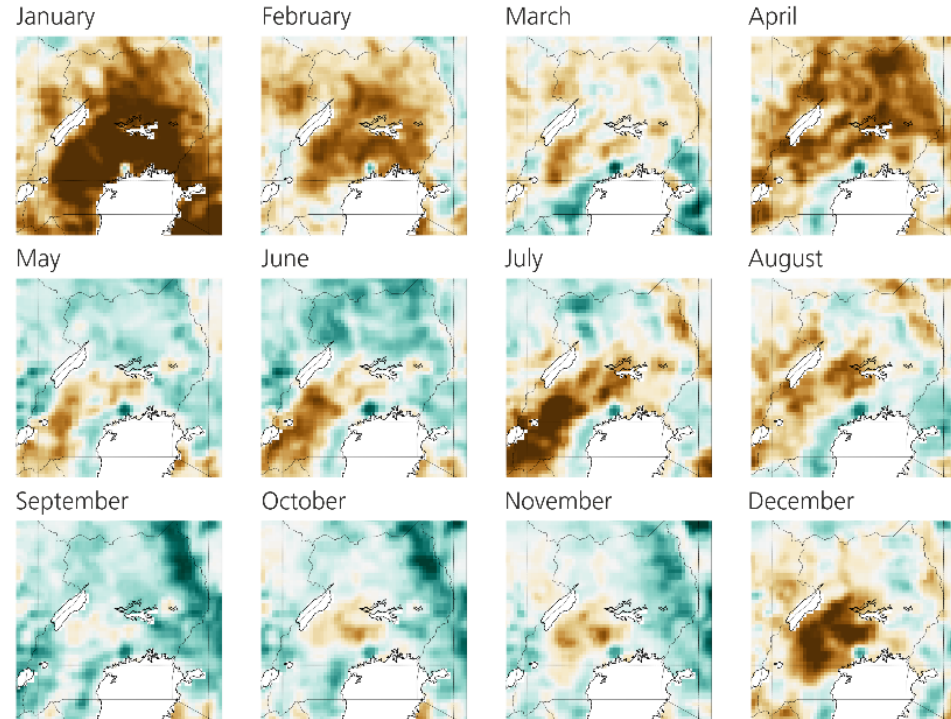 January
February
March
April
May
June
July
August
September
October
November
December